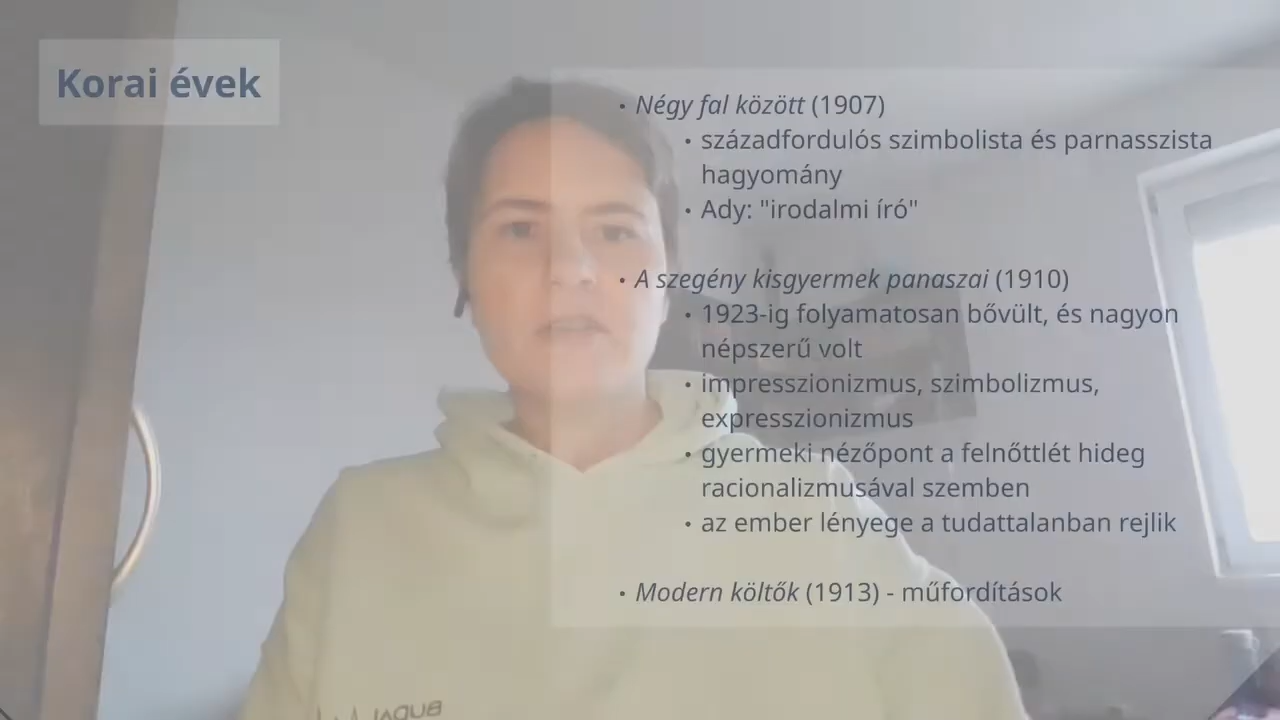 Korai évek
• Négy fal között (1907)
• századfordulós szimbolista és parnasszista
hagyomány
• Ady: "irodalmi író"
• A szegény kisgyermek panaszai (1910)
• 1923-ig folyamatosan bővült, és nagyon
népszerű volt
• impresszionizmus, szimbolizmus,
expresszionizmus
• gyermeki nézőpont a felnőttlét hideg
racionalizmusával szemben
• az ember lényege a tudattalanban rejlik
• Modern költők (1913) - műfordítások